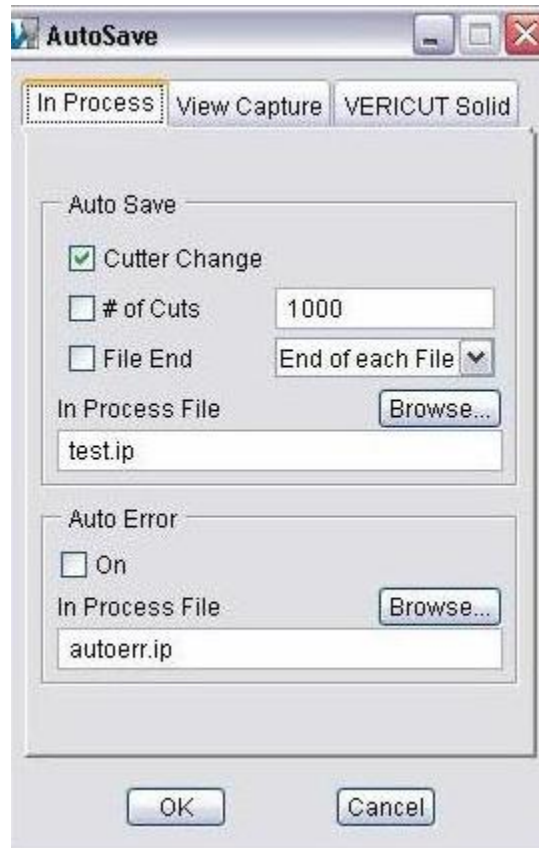 AutoSave
In Process View Capture VERICUT Solid
Auto Save
Cutter Change
# of Cuts 1000
File End End of each File
In Process File Browse...
test.ip
Auto Error
On
In Process File Browse...
autoerr.ip
OK Cancel